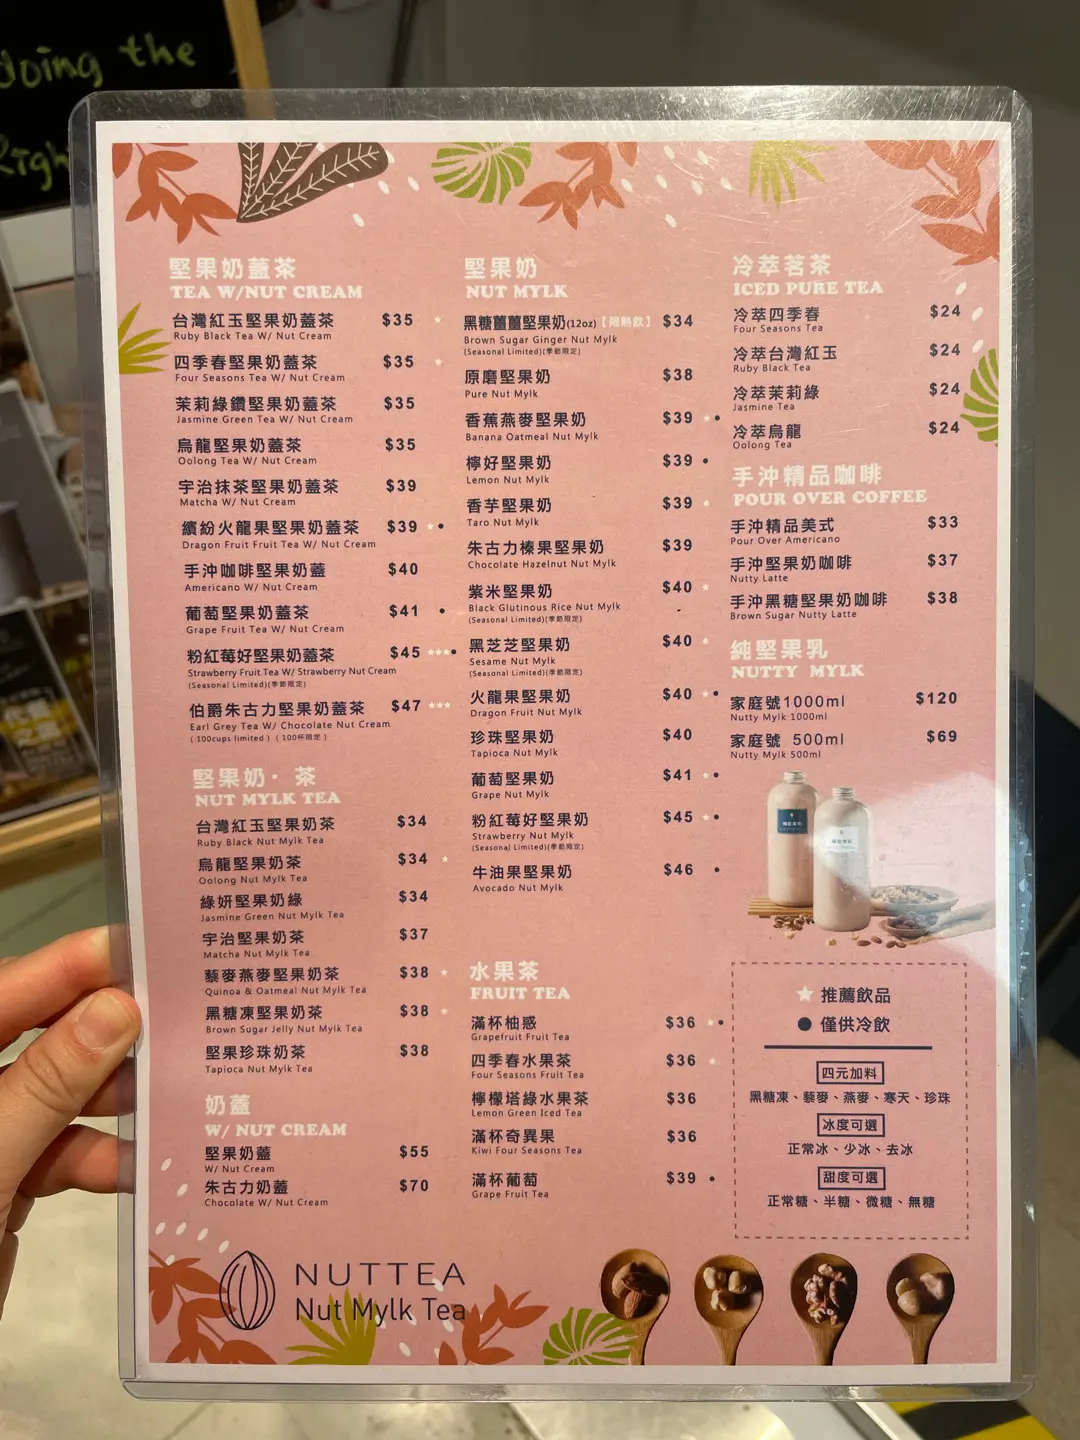 doing the
Righ
堅果奶蓋茶
TEA W/NUT CREAM
台灣紅玉堅果奶蓋茶 $35
Ruby Black Tea W/ Nut Cream
四季春堅果奶蓋茶 $35
Four Seasons Tea W/ Nut Cream
茉莉綠鑽堅果奶蓋茶 $35
Jasmine Green Tea W/ Nut Cream
烏龍堅果奶蓋茶 $35
Oolong Tea W/ Nut Cream
宇治抹茶堅果奶蓋茶 $39
Matcha W/ Nut Cream
繽紛火龍果堅果奶蓋茶 $39 ★ ●
Dragon Fruit Fruit Tea W/ Nut Cream
手沖咖啡堅果奶蓋 $40
Americano W/ Nut Cream
葡萄堅果奶蓋茶 $41 ●
Grape Fruit Tea W/ Nut Cream
粉紅莓好堅果奶蓋茶 $45 ★★★●
Strawberry Fruit Tea W/ Strawberry Nut Cream
(Seasonal Limited)(季節限定)
伯爵朱古力堅果奶蓋茶 $47 ★★★
Earl Grey Tea W/ Chocolate Nut Cream
(100cups limited) (100杯限定)
堅果奶·茶
NUT MYLK TEA
台灣紅玉堅果奶茶 $34
Ruby Black Nut Mylk Tea
烏龍堅果奶茶 $34 ★
Oolong Nut Mylk Tea
綠妍堅果奶綠 $34
Jasmine Green Nut Mylk Tea
宇治堅果奶茶 $37
Matcha Nut Mylk Tea
藜麥燕麥堅果奶茶 $38 ★
Quinoa & Oatmeal Nut Mylk Tea
黑糖凍堅果奶茶 $38 ★
Brown Sugar Jelly Nut Mylk Tea
堅果珍珠奶茶 $38
Tapioca Nut Mylk Tea
奶蓋
W/ NUT CREAM
堅果奶蓋 $55
W/ Nut Cream
朱古力奶蓋 $70
Chocolate W/ Nut Cream
堅果奶
NUT MYLK
黑糖薑薑堅果奶(12oz)【限熱飲】 $34
Brown Sugar Ginger Nut Mylk
(Seasonal Limited)(季節限定)
原磨堅果奶 $38
Pure Nut Mylk
香蕉燕麥堅果奶 $39 ★ ●
Banana Oatmeal Nut Mylk
檸好堅果奶 $39 ●
Lemon Nut Mylk
香芋堅果奶 $39 ★
Taro Nut Mylk
朱古力榛果堅果奶 $39
Chocolate Hazelnut Nut Mylk
紫米堅果奶 $40 ★
Black Glutinous Rice Nut Mylk
(Seasonal Limited)(季節限定)
黑芝芝堅果奶 $40 ★
Sesame Nut Mylk
(Seasonal Limited)(季節限定)
火龍果堅果奶 $40 ★ ●
Dragon Fruit Nut Mylk
珍珠堅果奶 $40
Tapioca Nut Mylk
葡萄堅果奶 $41 ★ ●
Grape Nut Mylk
粉紅莓好堅果奶 $45 ★ ●
Strawberry Nut Mylk
(Seasonal Limited)(季節限定)
牛油果堅果奶 $46 ●
Avocado Nut Mylk
水果茶
FRUIT TEA
滿杯柚惑 $36 ★ ●
Grapefruit Fruit Tea
四季春水果茶 $36 ★
Four Seasons Fruit Tea
檸檬塔綠水果茶 $36
Lemon Green Iced Tea
滿杯奇異果 $36
Kiwi Four Seasons Tea
滿杯葡萄 $39 ●
Grape Fruit Tea
冷萃茗茶
ICED PURE TEA
冷萃四季春 $24
Four Seasons Tea
冷萃台灣紅玉 $24
Ruby Black Tea
冷萃茉莉綠 $24
Jasmine Tea
冷萃烏龍 $24
Oolong Tea
手沖精品咖啡
POUR OVER COFFEE
手沖精品美式 $33
Pour Over Americano
手沖堅果奶咖啡 $37
Nutty Latte
手沖黑糖堅果奶咖啡 $38
Brown Sugar Nutty Latte
純堅果乳
NUTTY MYLK
家庭號1000ml $120
Nutty Mylk 1000ml
家庭號 500ml $69
Nutty Mylk 500ml
★ 推薦飲品
● 僅供冷飲
四元加料
黑糖凍、藜麥、燕麥、寒天、珍珠
冰度可選
正常冰、少冰、去冰
甜度可選
正常糖、半糖、微糖、無糖
NUTTEA
Nut Mylk Tea